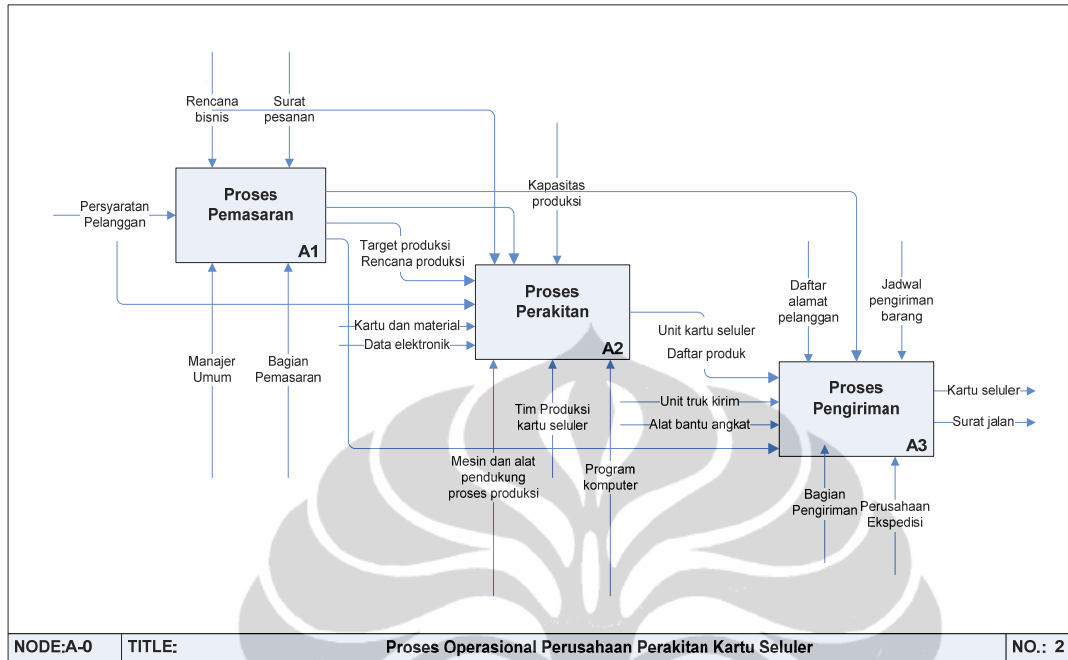 Rencana
bisnis
Surat
pesanan
Persyaratan
Pelanggan
Proses
Pemasaran
A1
Manajer
Umum
Bagian
Pemasaran
Target produksi
Rencana produksi
Kapasitas
produksi
Kartu dan material
Data elektronik
Proses
Perakitan
A2
Mesin dan alat
pendukung
proses produksi
Tim Produksi
kartu seluler
Program
komputer
Unit kartu seluler
Daftar produk
Daftar
alamat
pelanggan
Jadwal
pengiriman
barang
Unit truk kirim
Alat bantu angkat
Proses
Pengiriman
A3
Kartu seluler
Surat jalan
Bagian
Pengiriman
Perusahaan
Ekspedisi
NODE:A-0
TITLE:
Proses Operasional Perusahaan Perakitan Kartu Seluler
NO.: 2